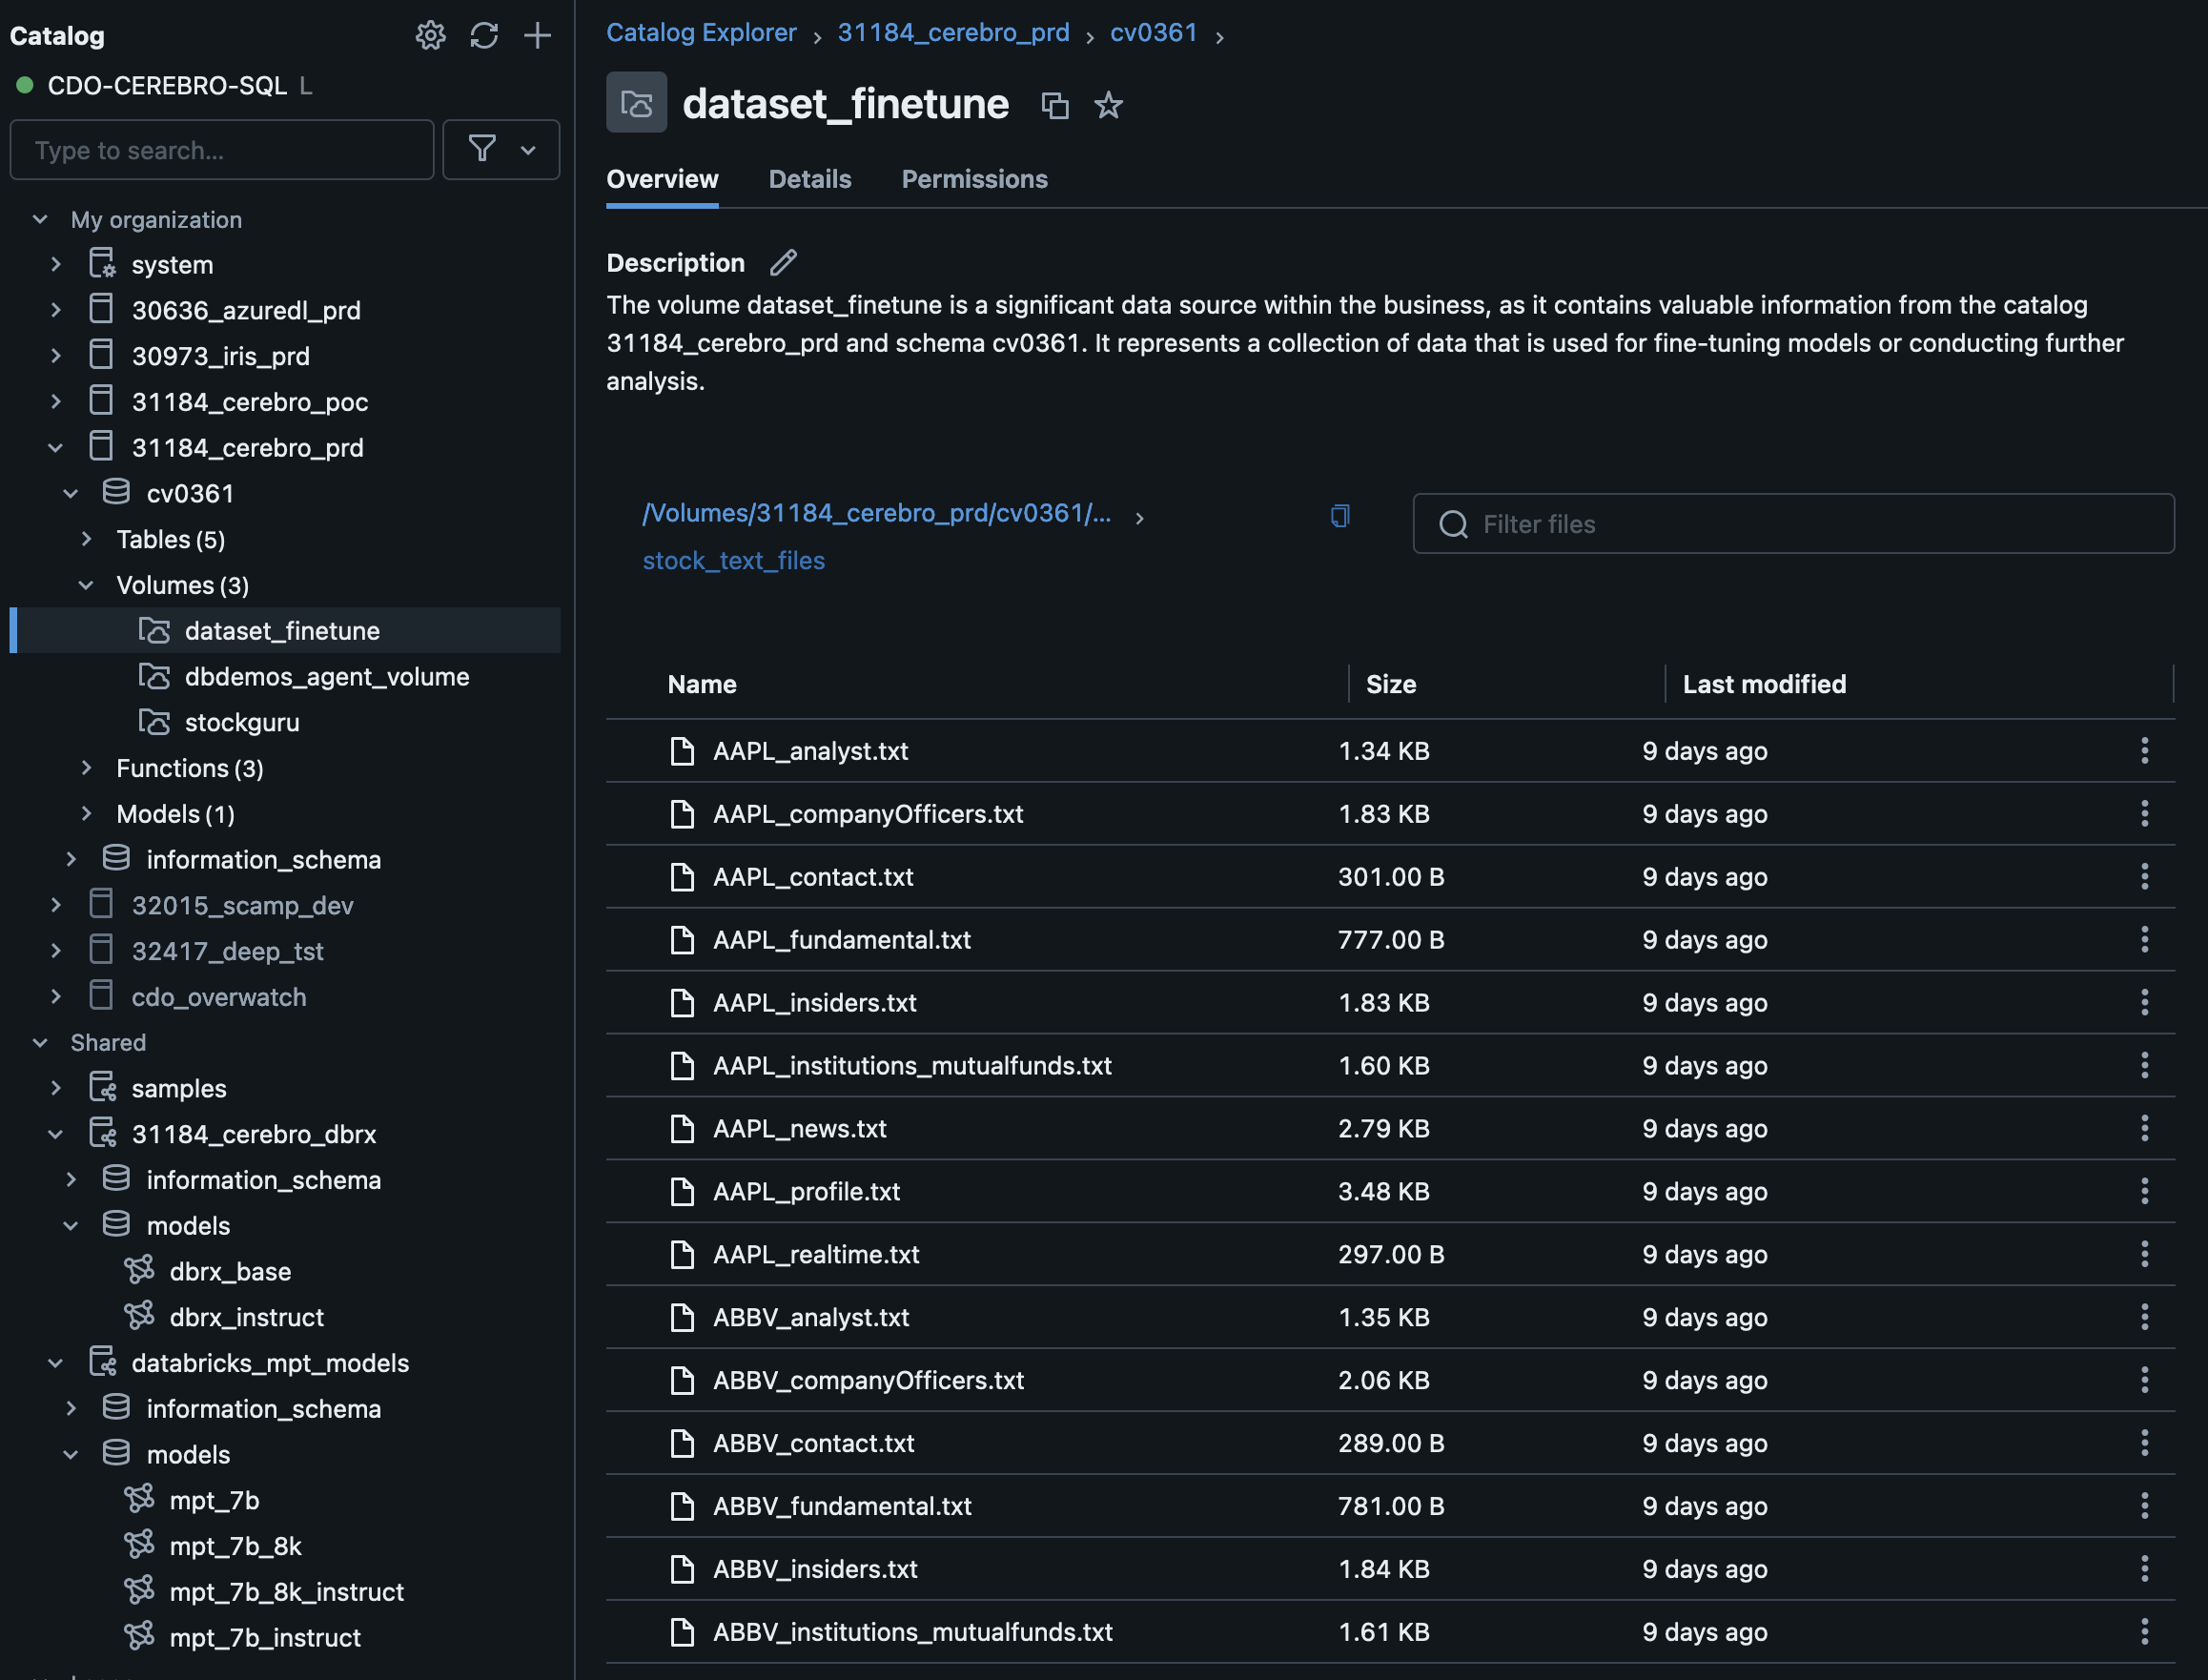 Catalog
CDO-CEREBRO-SQL L
Type to search...
My organization
system
30636_azuredl_prd
30973_iris_prd
31184_cerebro_poc
31184_cerebro_prd
cv0361
Tables (5)
Volumes (3)
dataset_finetune
dbdemos_agent_volume
stockguru
Functions (3)
Models (1)
information_schema
32015_scamp_dev
32417_deep_tst
cdo_overwatch
Shared
samples
31184_cerebro_dbrx
information_schema
models
dbrx_base
dbrx_instruct
databricks_mpt_models
information_schema
models
mpt_7b
mpt_7b_8k
mpt_7b_8k_instruct
mpt_7b_instruct
Catalog Explorer > 31184_cerebro_prd > cv0361 >
dataset_finetune
Overview Details Permissions
Description
The volume dataset_finetune is a significant data source within the business, as it contains valuable information from the catalog
31184_cerebro_prd and schema cv0361. It represents a collection of data that is used for fine-tuning models or conducting further
analysis.
/Volumes/31184_cerebro_prd/cv0361/... >
stock_text_files
Filter files
Name Size Last modified
AAPL_analyst.txt 1.34 KB 9 days ago
AAPL_companyOfficers.txt 1.83 KB 9 days ago
AAPL_contact.txt 301.00 B 9 days ago
AAPL_fundamental.txt 777.00 B 9 days ago
AAPL_insiders.txt 1.83 KB 9 days ago
AAPL_institutions_mutualfunds.txt 1.60 KB 9 days ago
AAPL_news.txt 2.79 KB 9 days ago
AAPL_profile.txt 3.48 KB 9 days ago
AAPL_realtime.txt 297.00 B 9 days ago
ABBV_analyst.txt 1.35 KB 9 days ago
ABBV_companyOfficers.txt 2.06 KB 9 days ago
ABBV_contact.txt 289.00 B 9 days ago
ABBV_fundamental.txt 781.00 B 9 days ago
ABBV_insiders.txt 1.84 KB 9 days ago
ABBV_institutions_mutualfunds.txt 1.61 KB 9 days ago